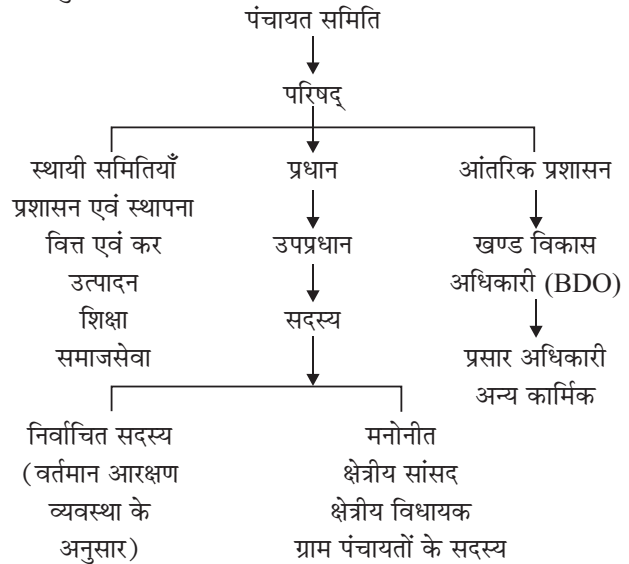 पंचायत समिति
परिषद्
स्थायी समितियाँ
प्रशासन एवं स्थापना
वित्त एवं कर
उत्पादन
शिक्षा
समाजसेवा
प्रधान
उपप्रधान
सदस्य
आंतरिक प्रशासन
खण्ड विकास
अधिकारी (BDO)
प्रसार अधिकारी
अन्य कार्मिक
निर्वाचित सदस्य
(वर्तमान आरक्षण
व्यवस्था के
अनुसार)
मनोनीत
क्षेत्रीय सांसद
क्षेत्रीय विधायक
ग्राम पंचायतों के सदस्य